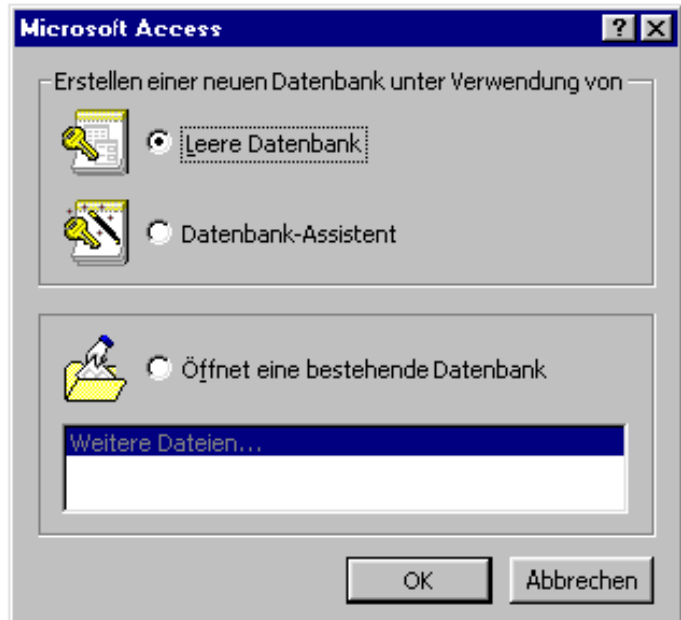 Microsoft Access
Erstellen einer neuen Datenbank unter Verwendung von
Leere Datenbank
Datenbank-Assistent
Öffnet eine bestehende Datenbank
Weitere Dateien...
OK
Abbrechen